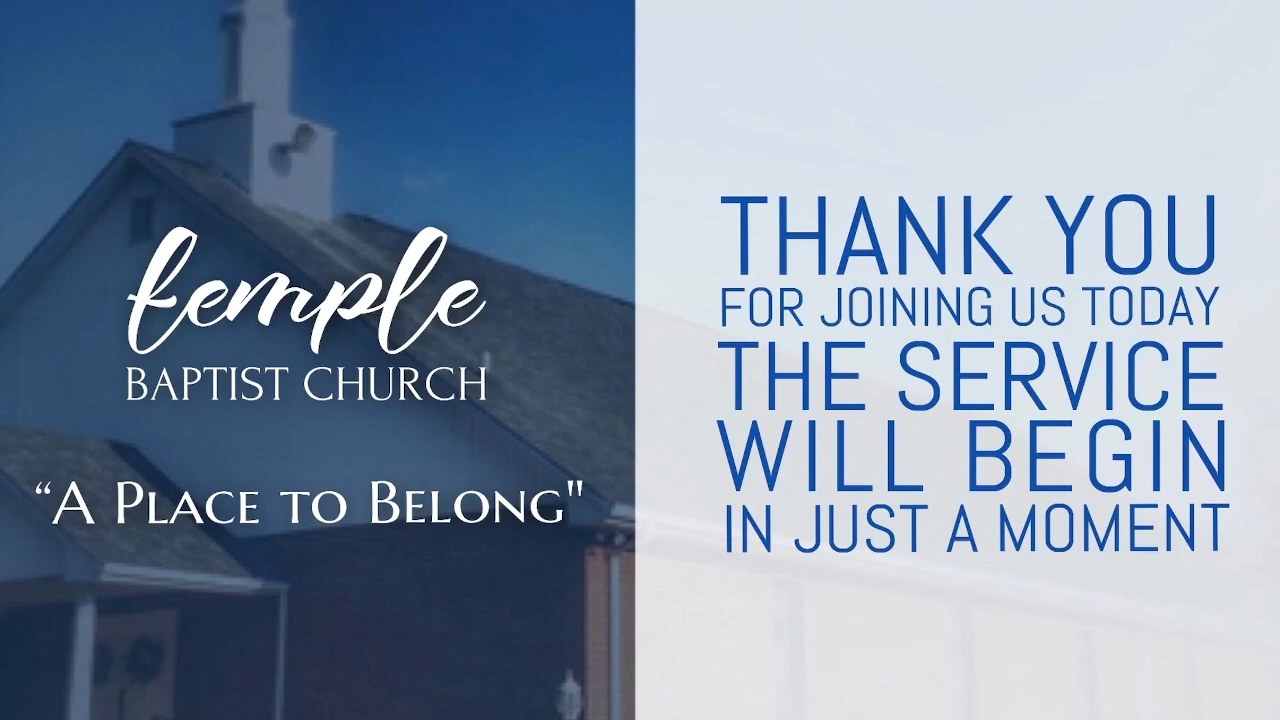 temple
BAPTIST CHURCH
“A Place to Belong"
THANK YOU
FOR JOINING US TODAY
THE SERVICE
WILL BEGIN
IN JUST A MOMENT